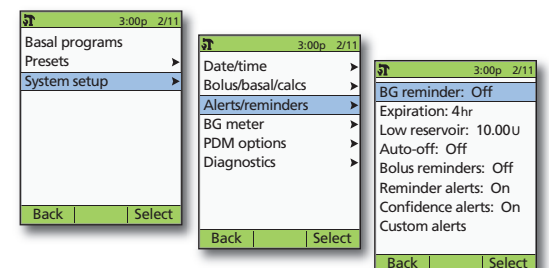 3:00p 2/11
Basal programs
Presets
System setup
Back Select
3:00p 2/11
Date/time
Bolus/basal/calcs
Alerts/reminders
BG meter
PDM options
Diagnostics
Back Select
3:00p 2/11
BG reminder: Off
Expiration: 4hr
Low reservoir: 10.00U
Auto-off: Off
Bolus reminders: Off
Reminder alerts: On
Confidence alerts: On
Custom alerts
Back Select